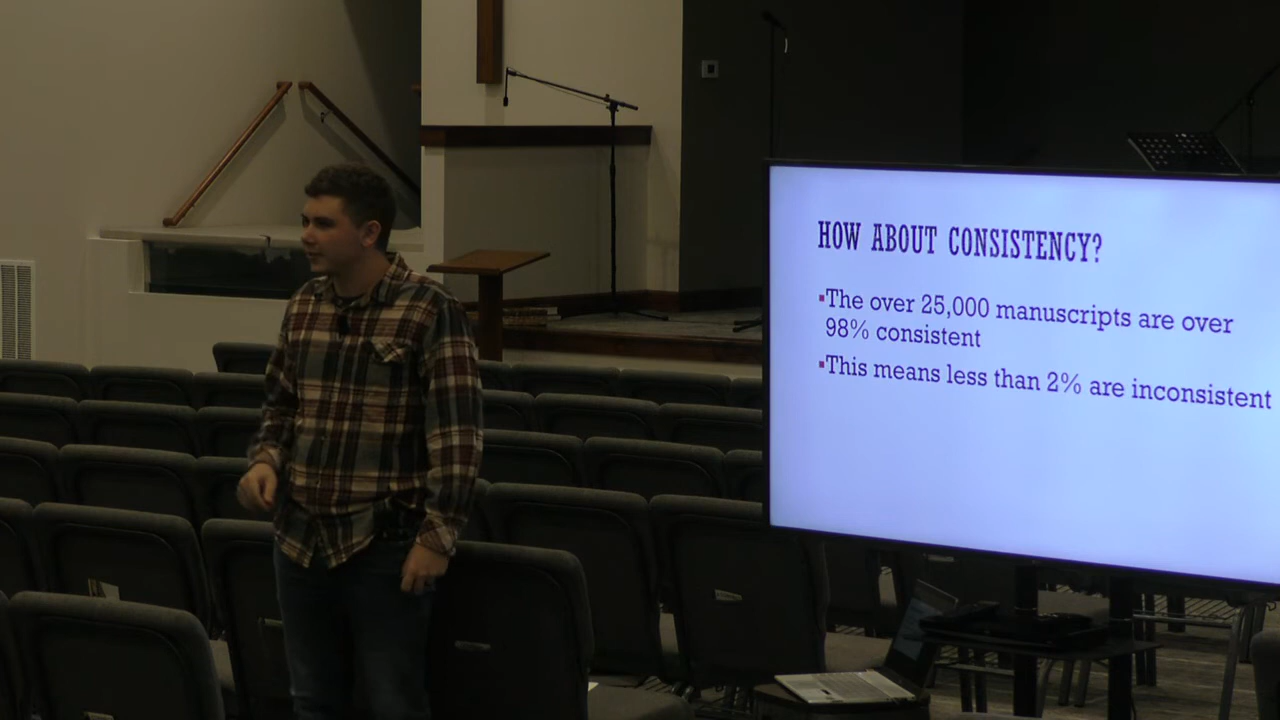 HOW ABOUT CONSISTENCY?
▪The over 25,000 manuscripts are over
98% consistent
▪This means less than 2% are inconsistent